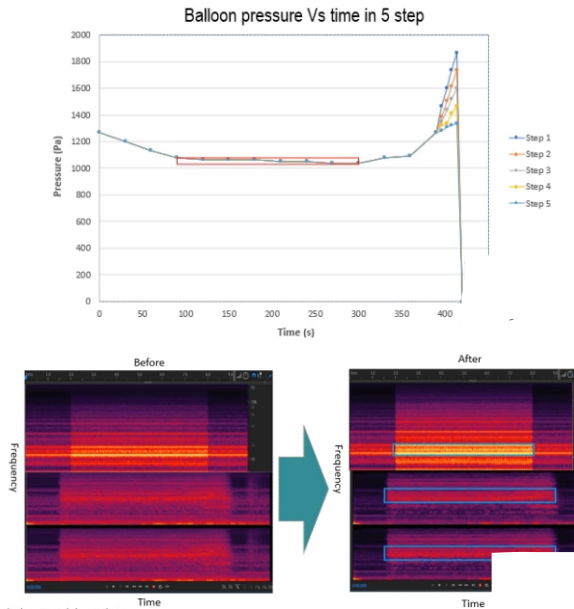 Balloon pressure Vs time in 5 step
2000
1800
1600
1400
1200
1000
800
600
400
200
0
Pressure (Pa)
0 50 100 150 200 250 300 350 400
Time (s)
Step 1
Step 2
Step 3
Step 4
Step 5
Before
After
Frequency
Frequency
Time
Time